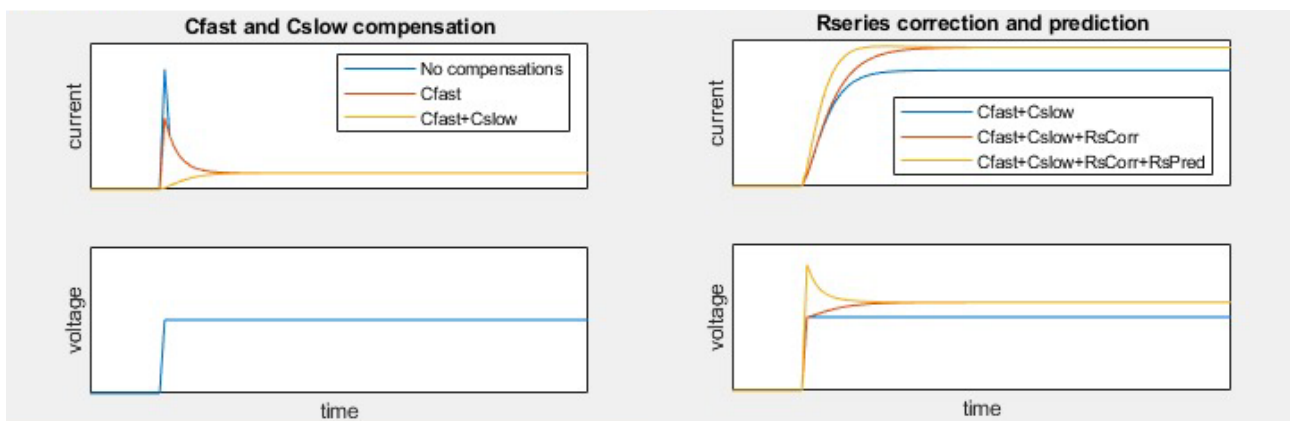 Cfast and Cslow compensation
current
No compensations
Cfast
Cfast+Cslow
voltage
time
Rseries correction and prediction
current
Cfast+Cslow
Cfast+Cslow+RsCorr
Cfast+Cslow+RsCorr+RsPred
voltage
time